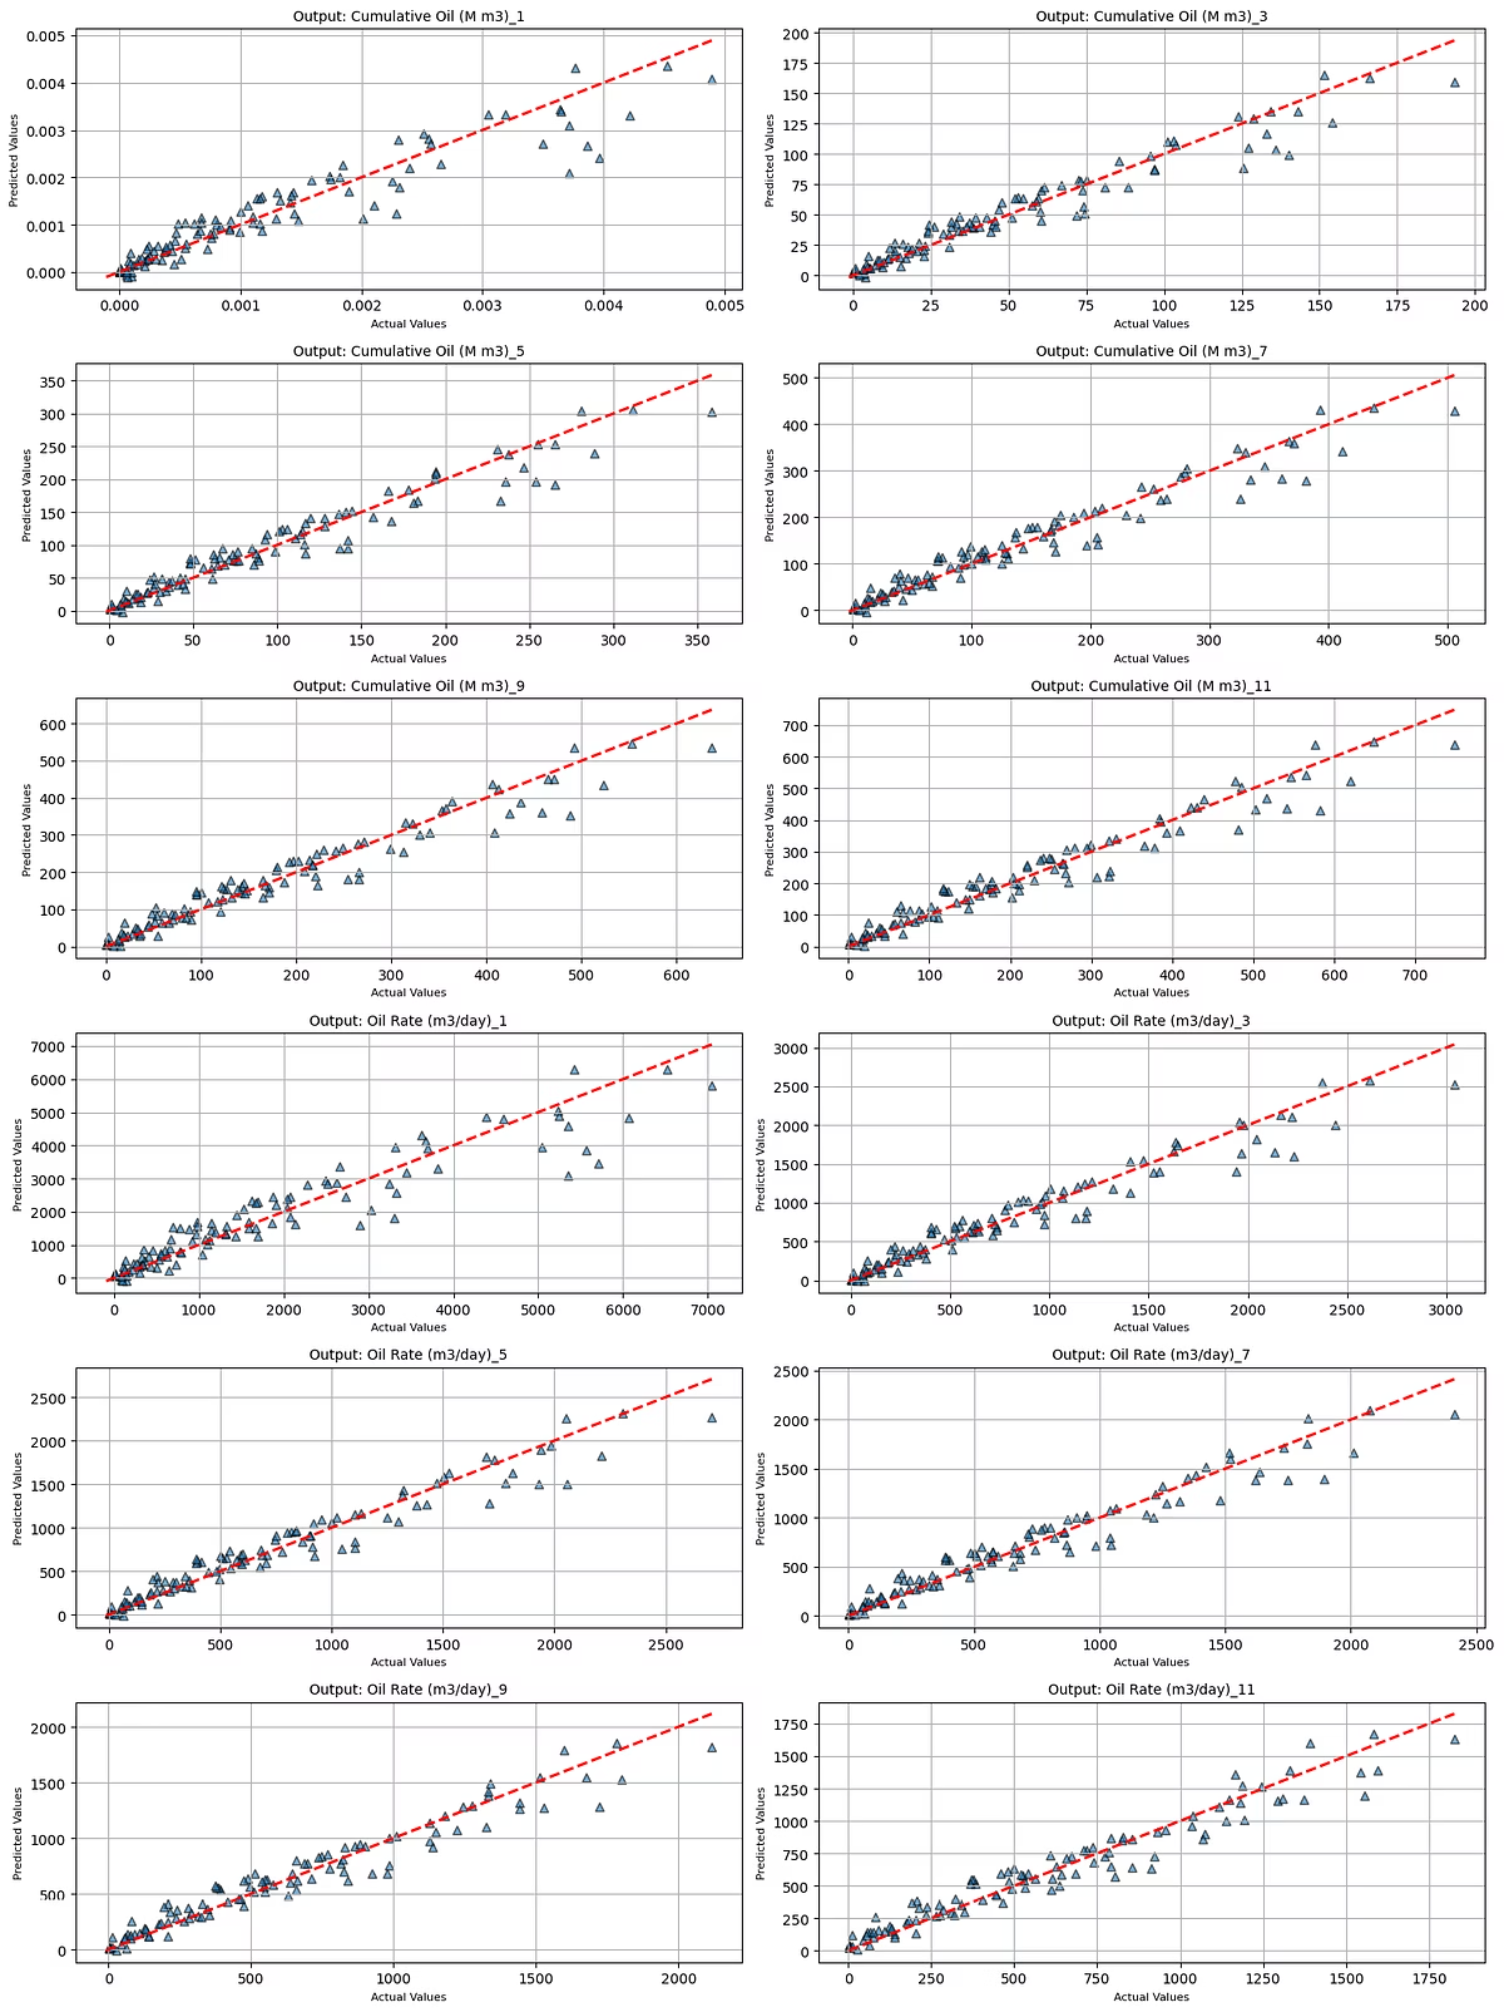 Output: Cumulative Oil (M m3)_1
0.005
0.004
0.003
0.002
0.001
0.000
Predicted Values
0.000 0.001 0.002 0.003 0.004 0.005
Actual Values
Output: Cumulative Oil (M m3)_3
200
175
150
125
100
75
50
25
0
Predicted Values
0 25 50 75 100 125 150 175 200
Actual Values
Output: Cumulative Oil (M m3)_5
350
300
250
200
150
100
50
0
Predicted Values
0 50 100 150 200 250 300 350
Actual Values
Output: Cumulative Oil (M m3)_7
500
400
300
200
100
0
Predicted Values
0 100 200 300 400 500
Actual Values
Output: Cumulative Oil (M m3)_9
600
500
400
300
200
100
0
Predicted Values
0 100 200 300 400 500 600
Actual Values
Output: Cumulative Oil (M m3)_11
700
600
500
400
300
200
100
0
Predicted Values
0 100 200 300 400 500 600 700
Actual Values
Output: Oil Rate (m3/day)_1
7000
6000
5000
4000
3000
2000
1000
0
Predicted Values
0 1000 2000 3000 4000 5000 6000 7000
Actual Values
Output: Oil Rate (m3/day)_3
3000
2500
2000
1500
1000
500
0
Predicted Values
0 500 1000 1500 2000 2500 3000
Actual Values
Output: Oil Rate (m3/day)_5
2500
2000
1500
1000
500
0
Predicted Values
0 500 1000 1500 2000 2500
Actual Values
Output: Oil Rate (m3/day)_7
2500
2000
1500
1000
500
0
Predicted Values
0 500 1000 1500 2000 2500
Actual Values
Output: Oil Rate (m3/day)_9
2000
1500
1000
500
0
Predicted Values
0 500 1000 1500 2000
Actual Values
Output: Oil Rate (m3/day)_11
1750
1500
1250
1000
750
500
250
0
Predicted Values
0 250 500 750 1000 1250 1500 1750
Actual Values